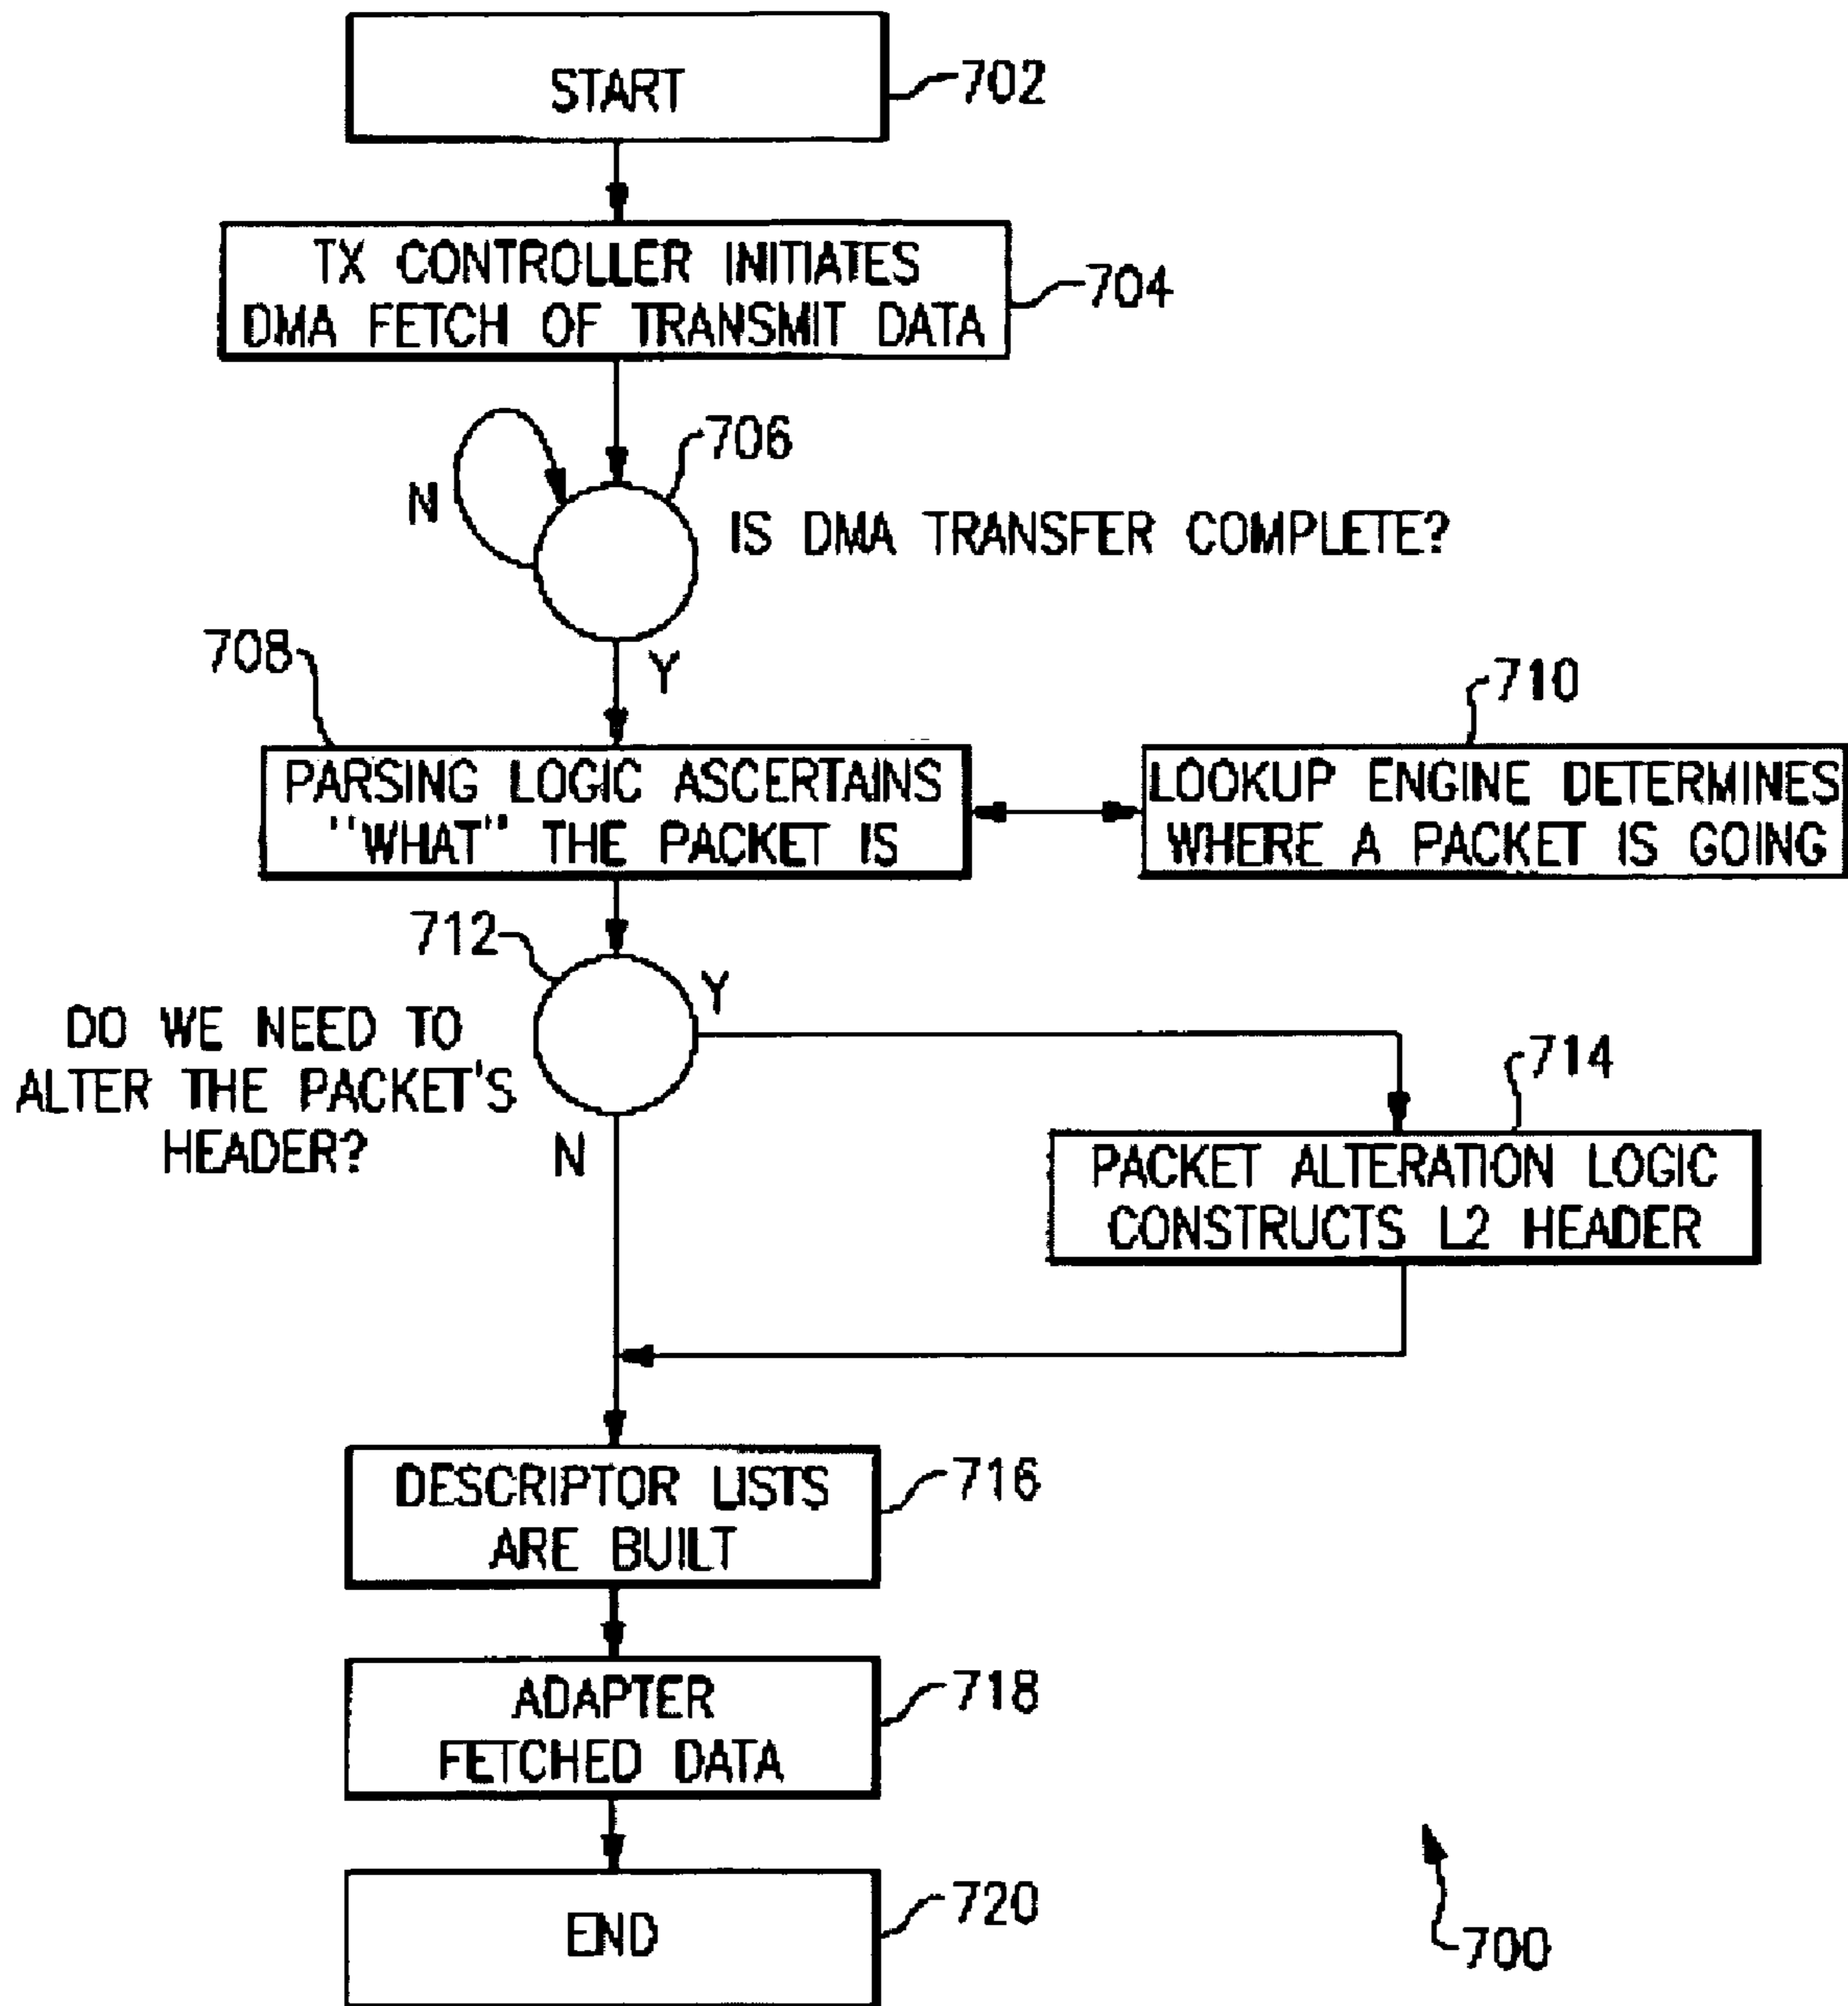 START
702
TX CONTROLLER INITIATES
DMA FETCH OF TRANSMIT DATA
704
706
N
IS DMA TRANSFER COMPLETE?
Y
708
PARSING LOGIC ASCERTAINS
"WHAT" THE PACKET IS
710
LOOKUP ENGINE DETERMINES
WHERE A PACKET IS GOING
712
Y
DO WE NEED TO
ALTER THE PACKET'S
HEADER?
N
714
PACKET ALTERATION LOGIC
CONSTRUCTS L2 HEADER
DESCRIPTOR LISTS
ARE BUILT
716
ADAPTER
FETCHED DATA
718
END
720
700